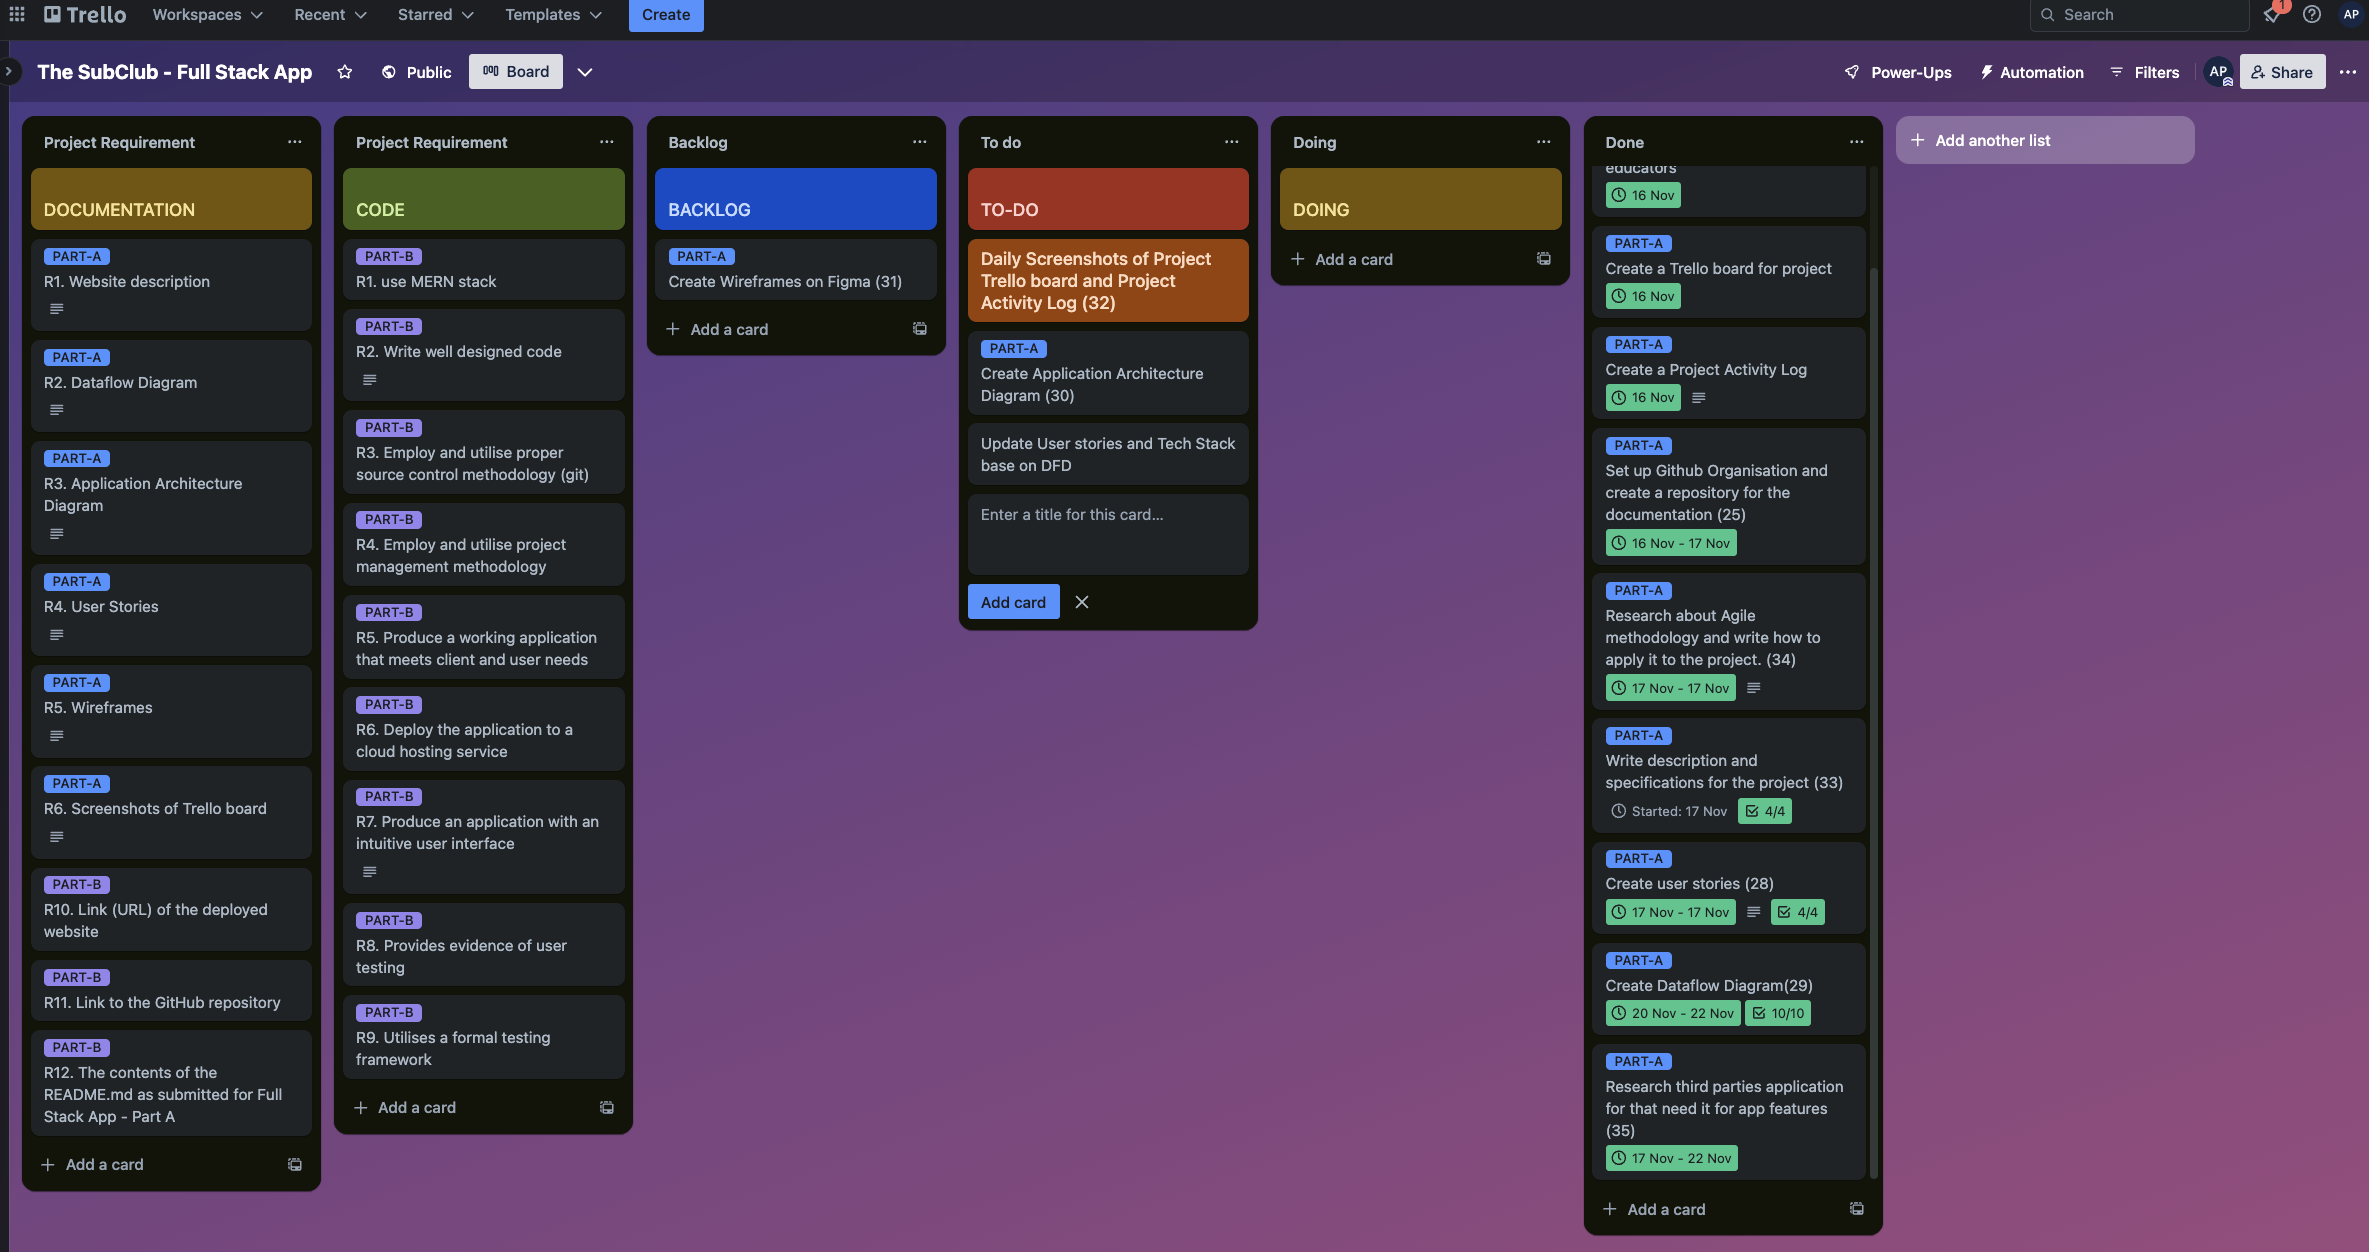 Trello
Workspaces
Recent
Starred
Templates
Create
Search
1
AP
The SubClub - Full Stack App
Public
Board
Power-Ups
Automation
Filters
AP
Share
Project Requirement
DOCUMENTATION
PART-A
R1. Website description
PART-A
R2. Dataflow Diagram
PART-A
R3. Application Architecture
Diagram
PART-A
R4. User Stories
PART-A
R5. Wireframes
PART-A
R6. Screenshots of Trello board
PART-B
R10. Link (URL) of the deployed
website
PART-B
R11. Link to the GitHub repository
PART-B
R12. The contents of the
README.md as submitted for Full
Stack App - Part A
Add a card
Project Requirement
CODE
PART-B
R1. use MERN stack
PART-B
R2. Write well designed code
PART-B
R3. Employ and utilise proper
source control methodology (git)
PART-B
R4. Employ and utilise project
management methodology
PART-B
R5. Produce a working application
that meets client and user needs
PART-B
R6. Deploy the application to a
cloud hosting service
PART-B
R7. Produce an application with an
intuitive user interface
PART-B
R8. Provides evidence of user
testing
PART-B
R9. Utilises a formal testing
framework
Add a card
Backlog
BACKLOG
PART-A
Create Wireframes on Figma (31)
Add a card
To do
TO-DO
Daily Screenshots of Project
Trello board and Project
Activity Log (32)
PART-A
Create Application Architecture
Diagram (30)
Update User stories and Tech Stack
base on DFD
Enter a title for this card...
Add card
Doing
DOING
Add a card
Done
educators
16 Nov
PART-A
Create a Trello board for project
16 Nov
PART-A
Create a Project Activity Log
16 Nov
PART-A
Set up Github Organisation and
create a repository for the
documentation (25)
16 Nov - 17 Nov
PART-A
Research about Agile
methodology and write how to
apply it to the project. (34)
17 Nov - 17 Nov
PART-A
Write description and
specifications for the project (33)
Started: 17 Nov 4/4
PART-A
Create user stories (28)
17 Nov - 17 Nov 4/4
PART-A
Create Dataflow Diagram(29)
20 Nov - 22 Nov 10/10
PART-A
Research third parties application
for that need it for app features
(35)
17 Nov - 22 Nov
Add a card
Add another list